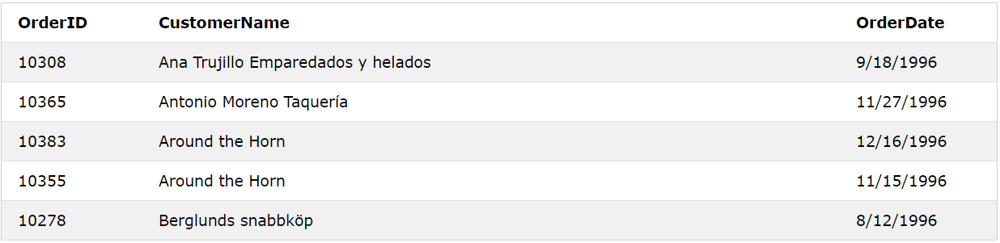 OrderID CustomerName OrderDate
10308 Ana Trujillo Emparedados y helados 9/18/1996
10365 Antonio Moreno Taquería 11/27/1996
10383 Around the Horn 12/16/1996
10355 Around the Horn 11/15/1996
10278 Berglunds snabbköp 8/12/1996